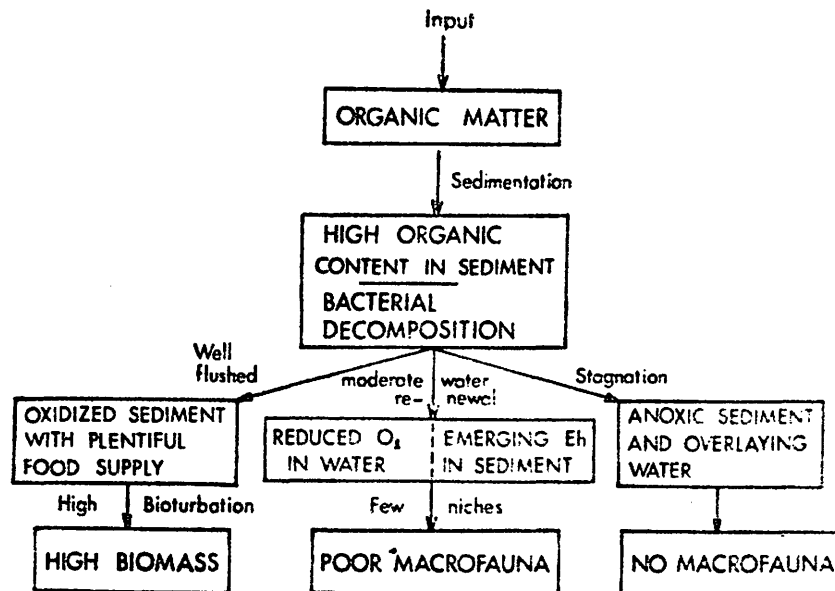 Input
ORGANIC MATTER
Sedimentation
HIGH ORGANIC
CONTENT IN SEDIMENT
BACTERIAL
DECOMPOSITION
Well
flushed
moderate water
re- newal
Stagnation
OXIDIZED SEDIMENT
WITH PLENTIFUL
FOOD SUPPLY
REDUCED O₂
IN WATER
EMERGING Eh
IN SEDIMENT
ANOXIC SEDIMENT
AND OVERLAYING
WATER
High Bioturbation
Few niches
HIGH BIOMASS
POOR MACROFAUNA
NO MACROFAUNA